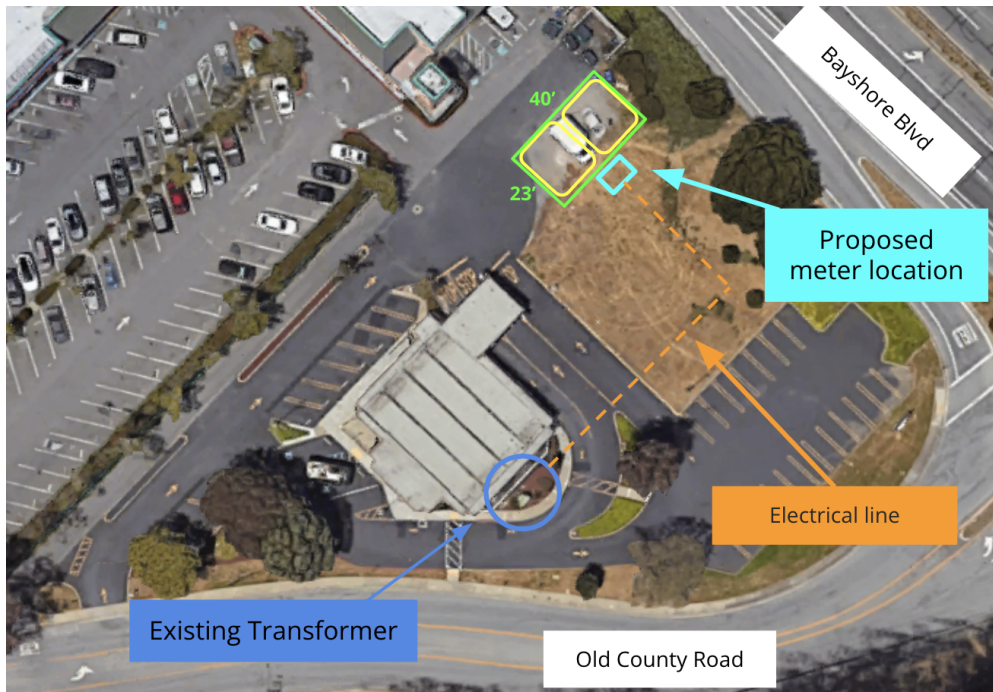 Bayshore Blvd
40’
23’
Proposed
meter location
Electrical line
Existing Transformer
Old County Road